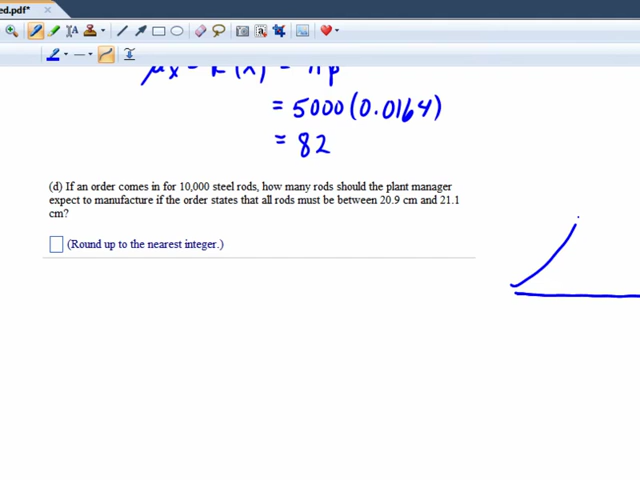 ed.pdf*
= 5000(0.0164)
= 82
(d) If an order comes in for 10,000 steel rods, how many rods should the plant manager
expect to manufacture if the order states that all rods must be between 20.9 cm and 21.1
cm?
(Round up to the nearest integer.)